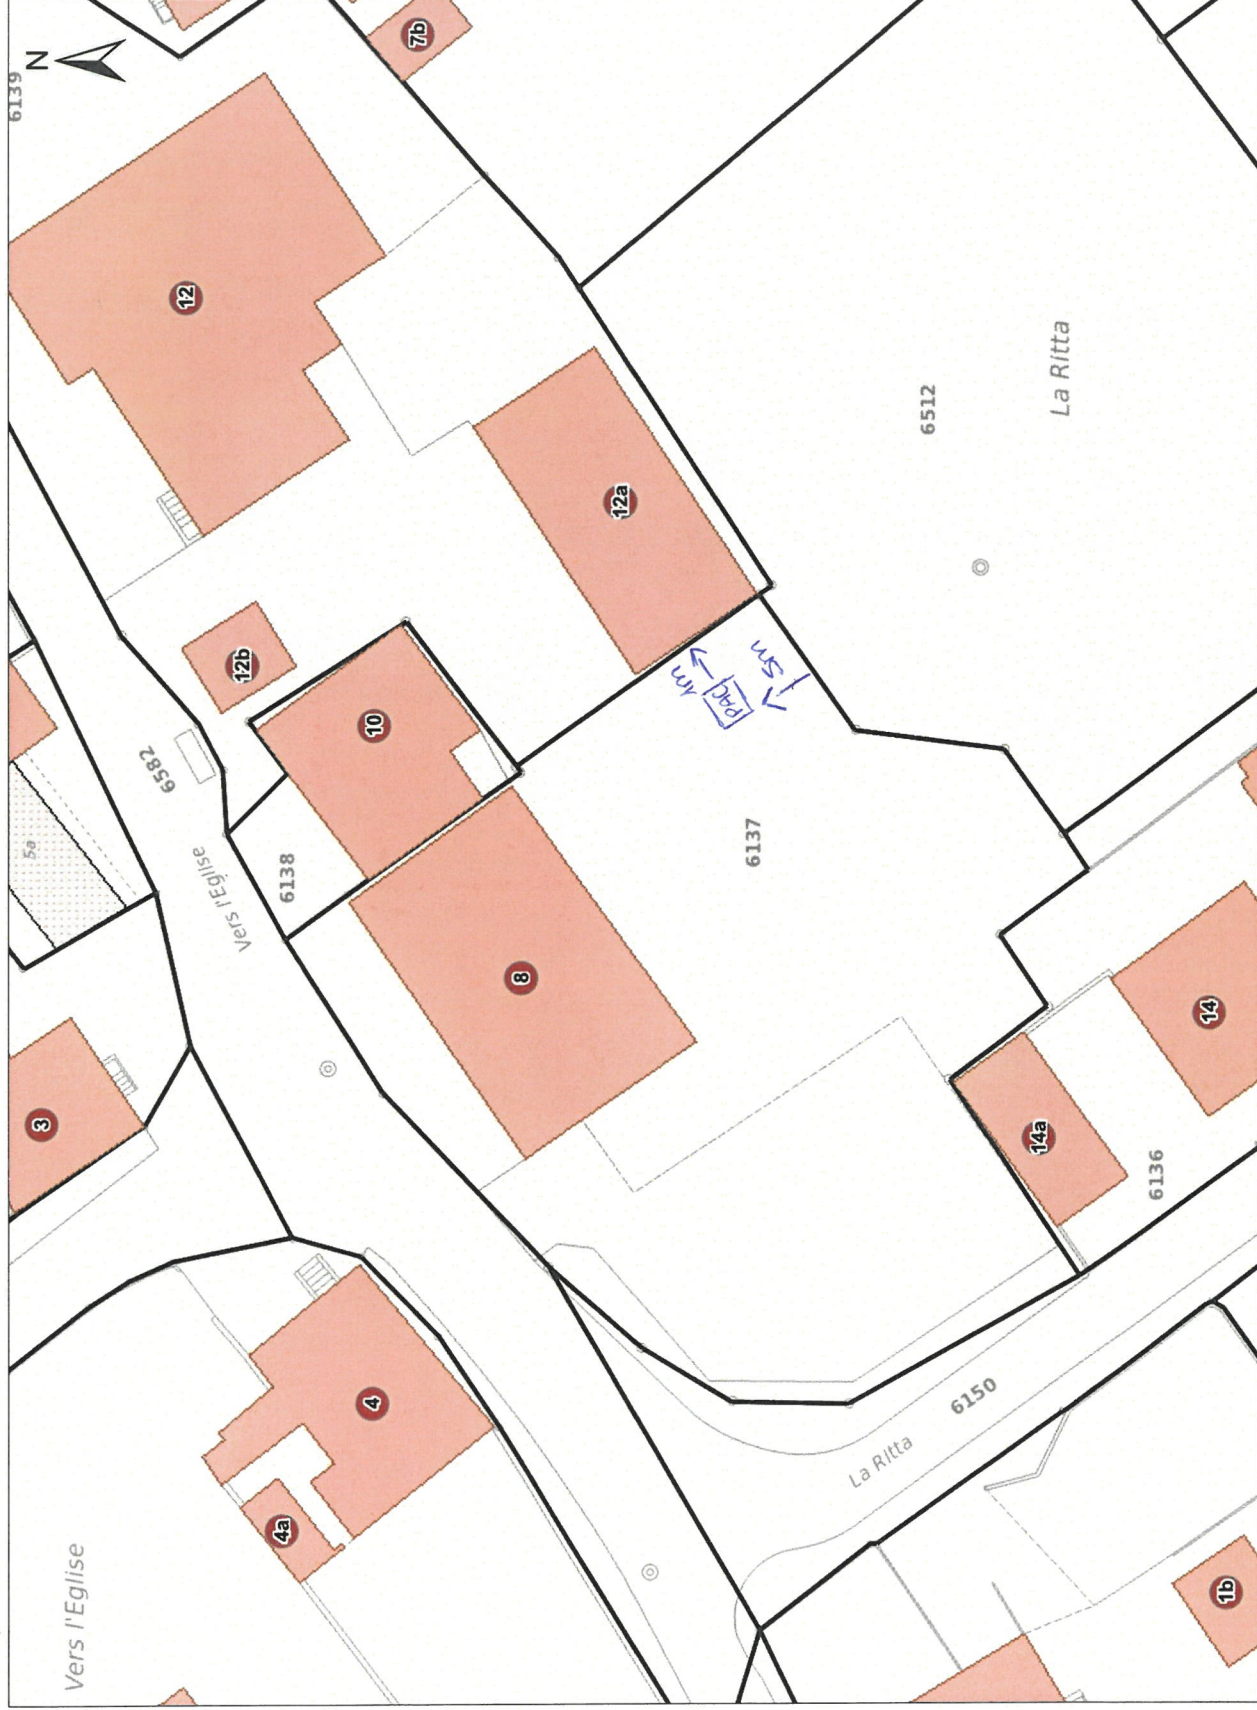 6139
N
7b
12
6512
La Ritta
12a
12b
6582
10
5a
1m
PAC
5m
Vers l'Eglise
6138
6137
8
3
14
14a
6136
4
6150
La Ritta
4a
Vers l'Eglise
1b